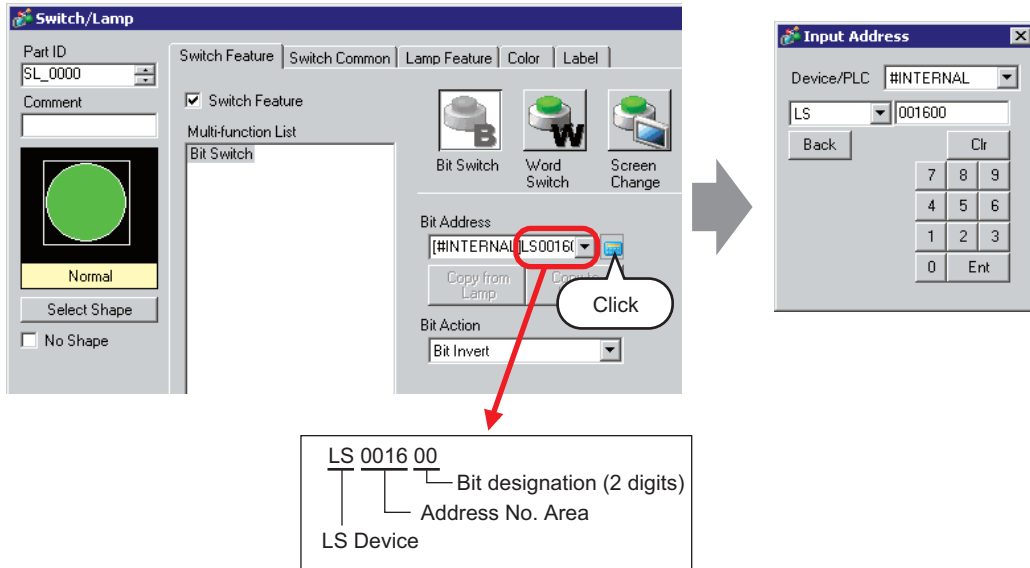 Switch/Lamp
Part ID
SL_0000
Comment
Normal
Select Shape
No Shape
Switch Feature Switch Common Lamp Feature Color Label
Switch Feature
Multi-function List
Bit Switch
Bit Switch Word Switch Screen Change
Bit Address
[#INTERNAL]LS0016(
Copy from Lamp Copy to
Click
Bit Action
Bit Invert
Input Address
Device/PLC #INTERNAL
LS 001600
Back Clr
7 8 9
4 5 6
1 2 3
0 Ent
LS 0016 00
Bit designation (2 digits)
Address No. Area
LS Device
B
W